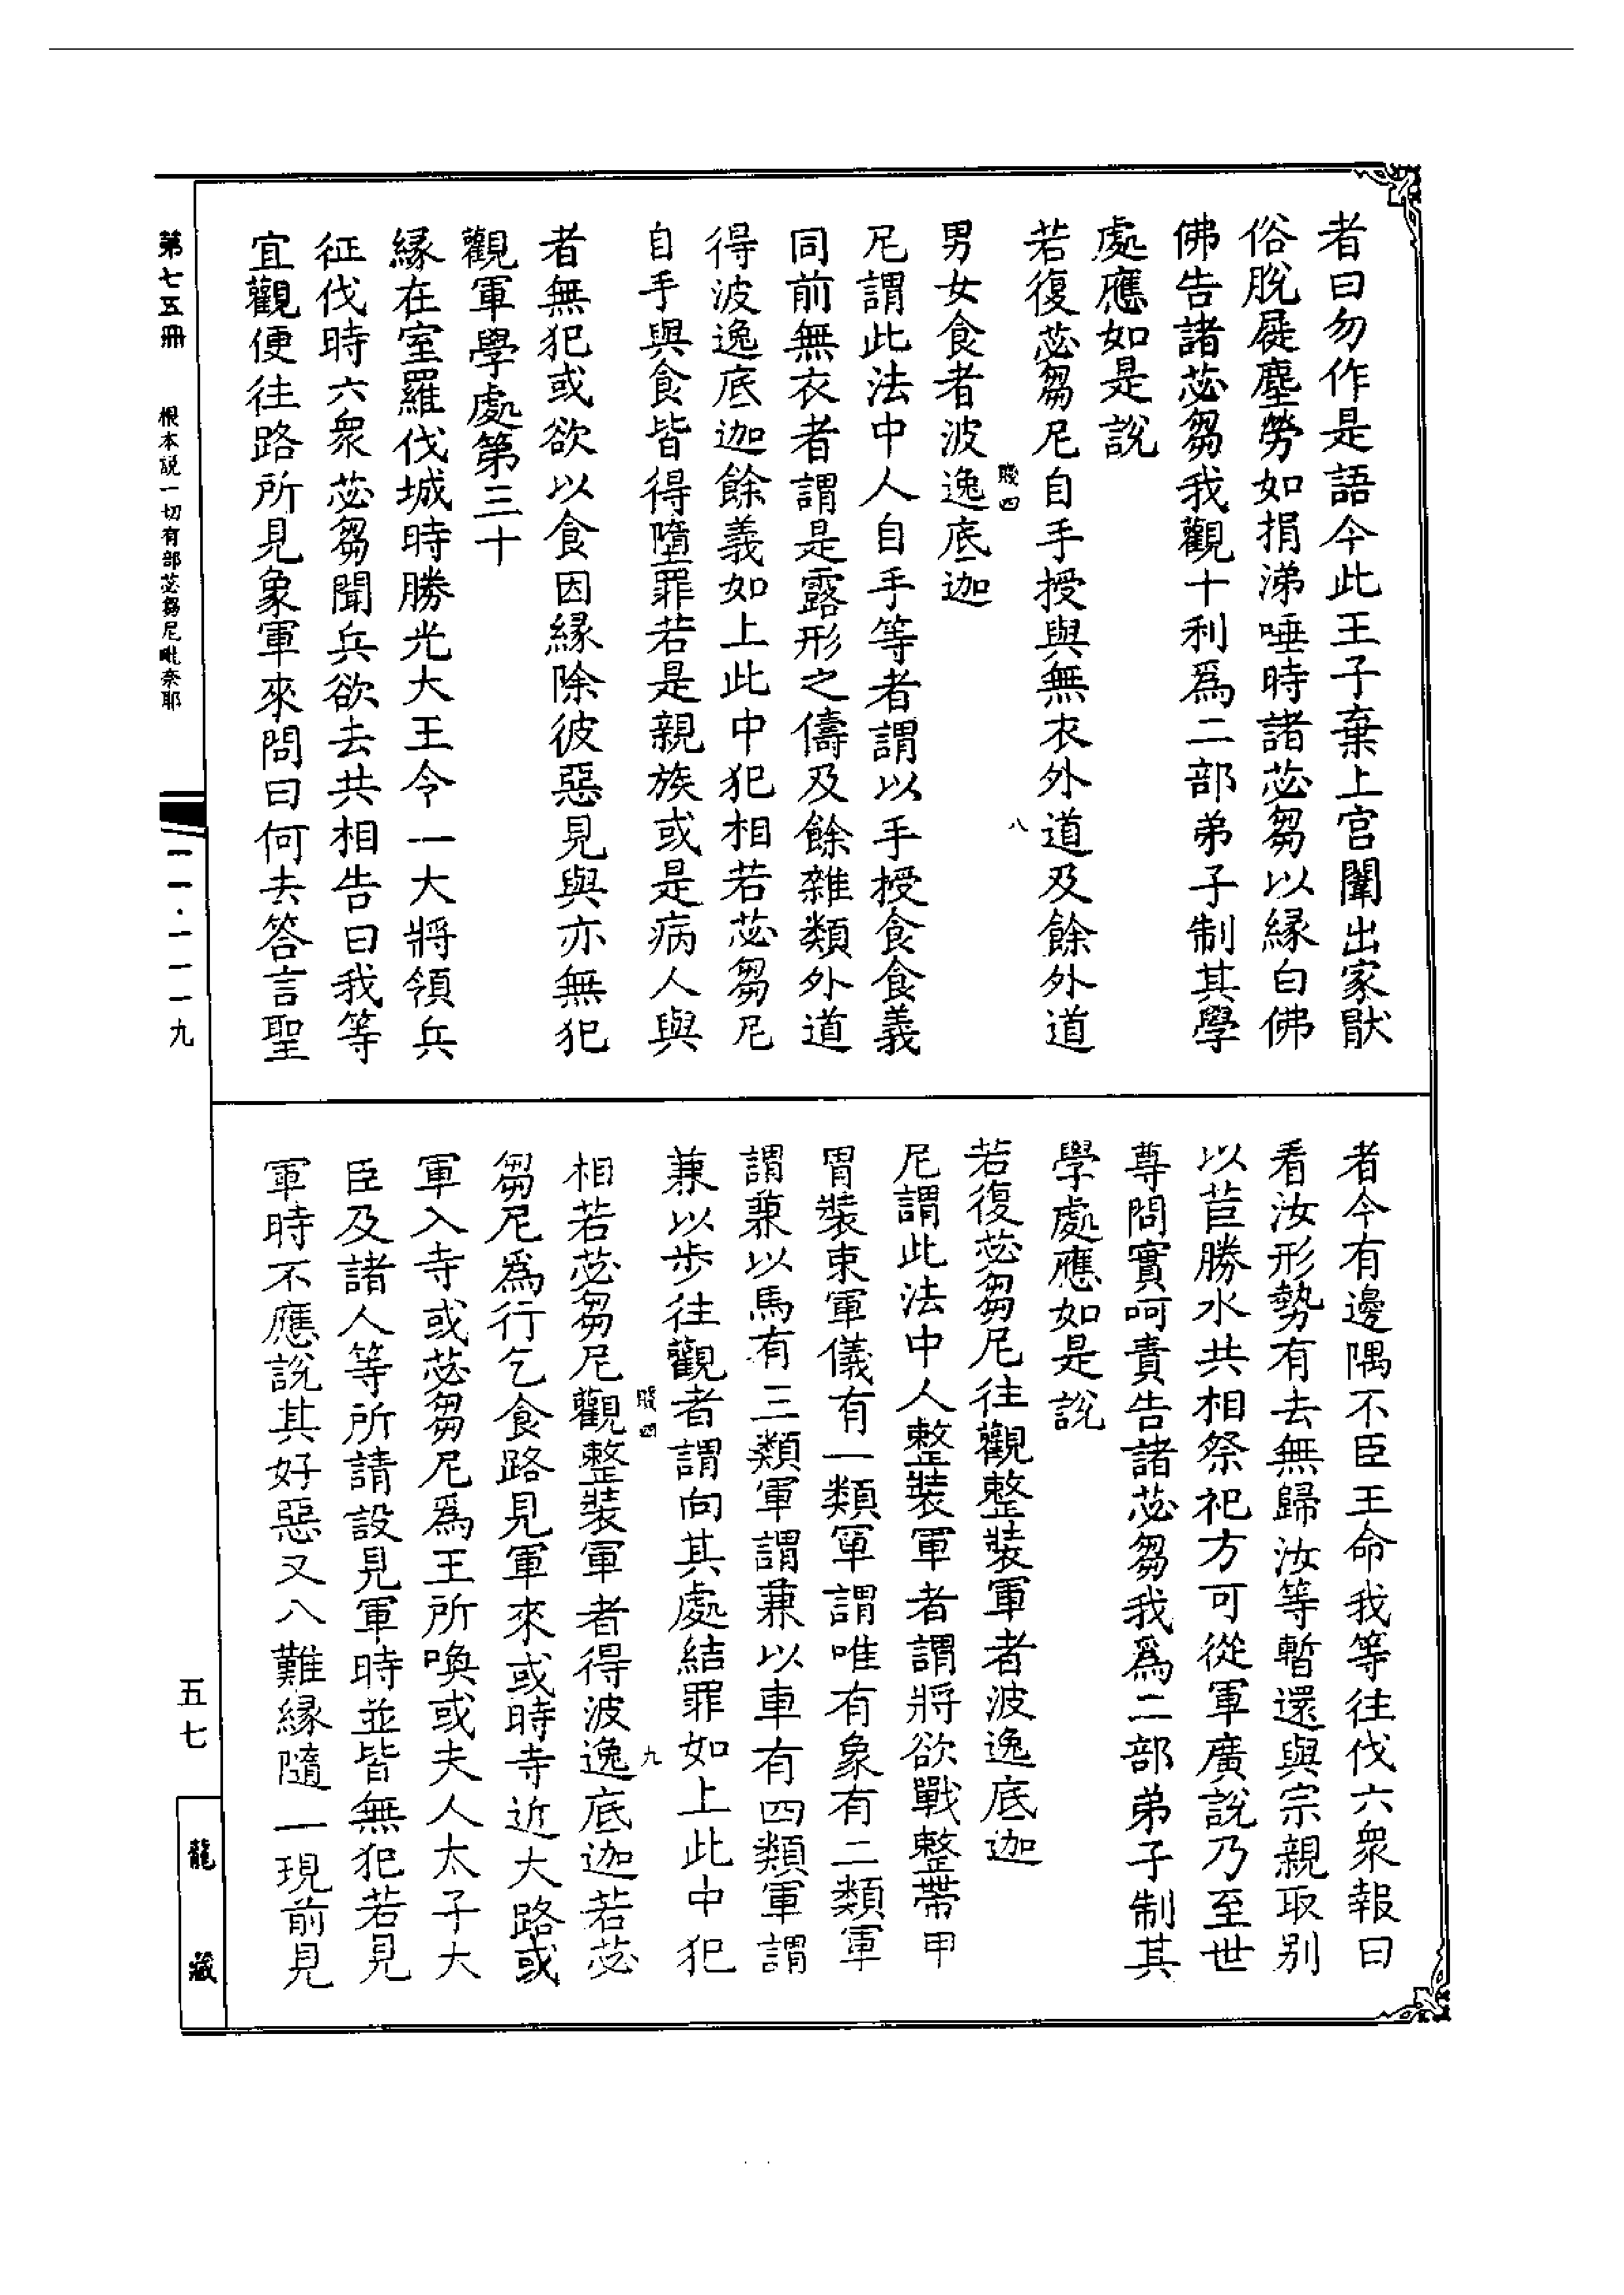 者曰勿作是語今此王子棄上宮闈出家猒
俗脫屣塵勞如捐涕唾時諸苾芻以緣白佛
佛告諸苾芻我觀十利爲二部弟子制其學
處應如是說
若復苾芻尼自手授與無衣外道及餘外道
男女食者波逸底迦
尼謂此法中人自手等者謂以手授食食義
同前無衣者謂是露形之儔及餘雜類外道
得波逸底迦餘義如上此中犯相若苾芻尼
自手與食皆得墮罪若是親族或是病人與
者無犯或欲以食因緣除彼惡見與亦無犯
觀軍學處第三十
緣在室羅伐城時勝光大王令一大將領兵
征伐時六衆苾芻聞兵欲去共相告曰我等
宜觀便往路所見象軍來問曰何去答言聖
者今有邊隅不臣王命我等往伐六衆報曰
看汝形勢有去無歸汝等暫還與宗親取别
以苣勝水共相祭祀方可從軍廣說乃至世
尊問實呵責告諸苾芻我爲二部弟子制其
學處應如是說
若復苾芻尼往觀整裝軍者波逸底迦
尼謂此法中人整裝軍者謂將欲戰整帶甲
冑裝束軍儀有一類軍謂唯有象有二類軍
謂兼以馬有三類軍謂兼以車有四類軍謂
兼以步往觀者謂向其處結罪如上此中犯
相若苾芻尼觀整裝軍者得波逸底迦若苾
芻尼爲行乞食路見軍來或時寺近大路或
軍入寺或苾芻尼爲王所喚或夫人太子大
臣及諸人等所請設見軍時並皆無犯若見
軍時不應說其好惡又八難緣隨一現前見
第七五冊
根本說一切有部苾芻尼毗奈耶
一一·一一一九
五七
龍藏
四
八
四
九